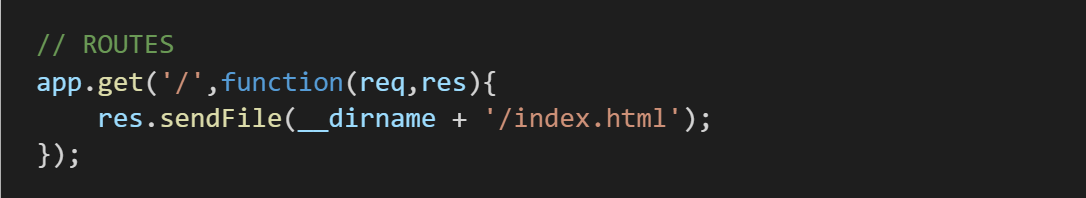 // ROUTES
app.get('/',function(req,res){
    res.sendFile(__dirname + '/index.html');
});